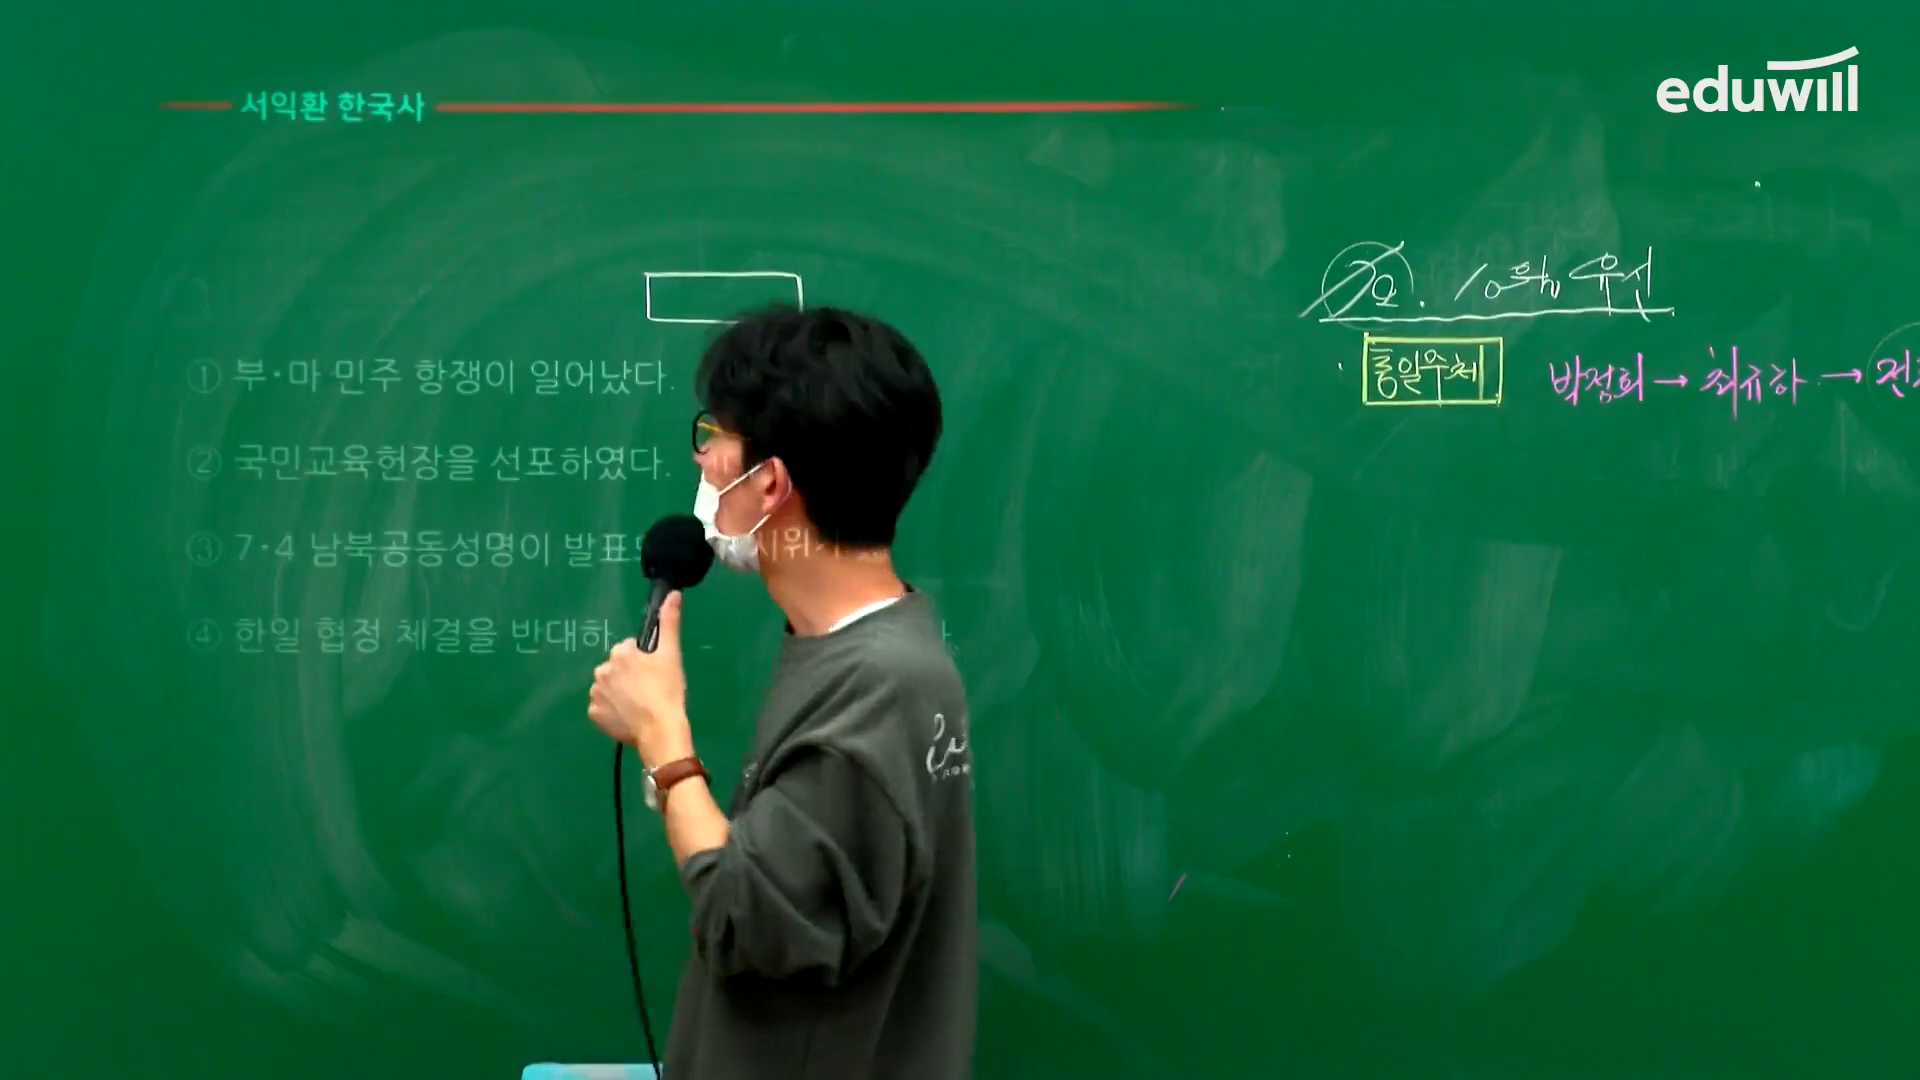 서익환 한국사
eduwill
① 부·마 민주 항쟁이 일어났다.
② 국민교육헌장을 선포하였다.
③ 7·4 남북공동성명이 발표 시위
④ 한일 협정 체결을 반대하
10월 유신
통일주체 박정희 → 최규하 → 전